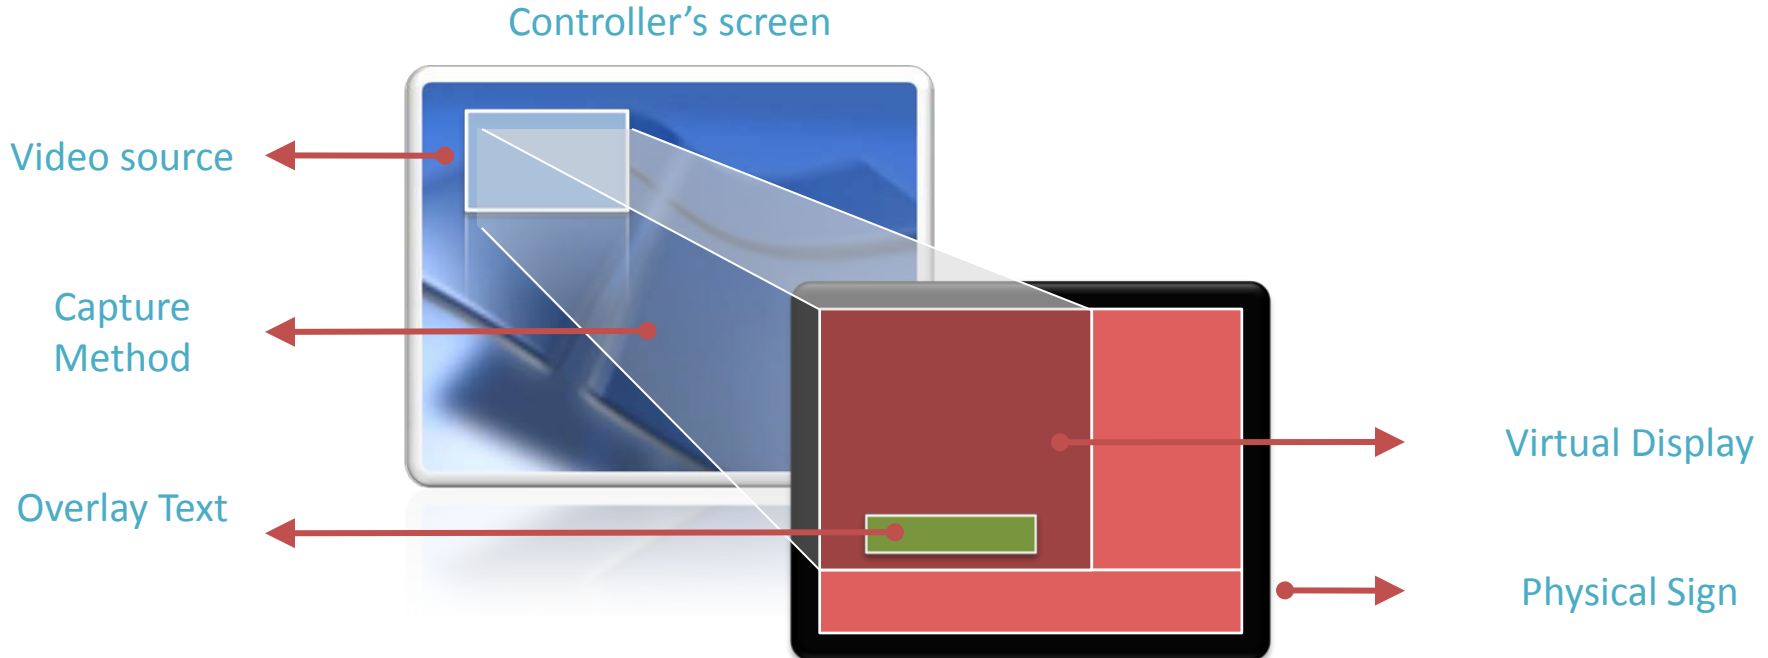 Controller’s screen
Video source
Capture
Method
Overlay Text
Virtual Display
Physical Sign